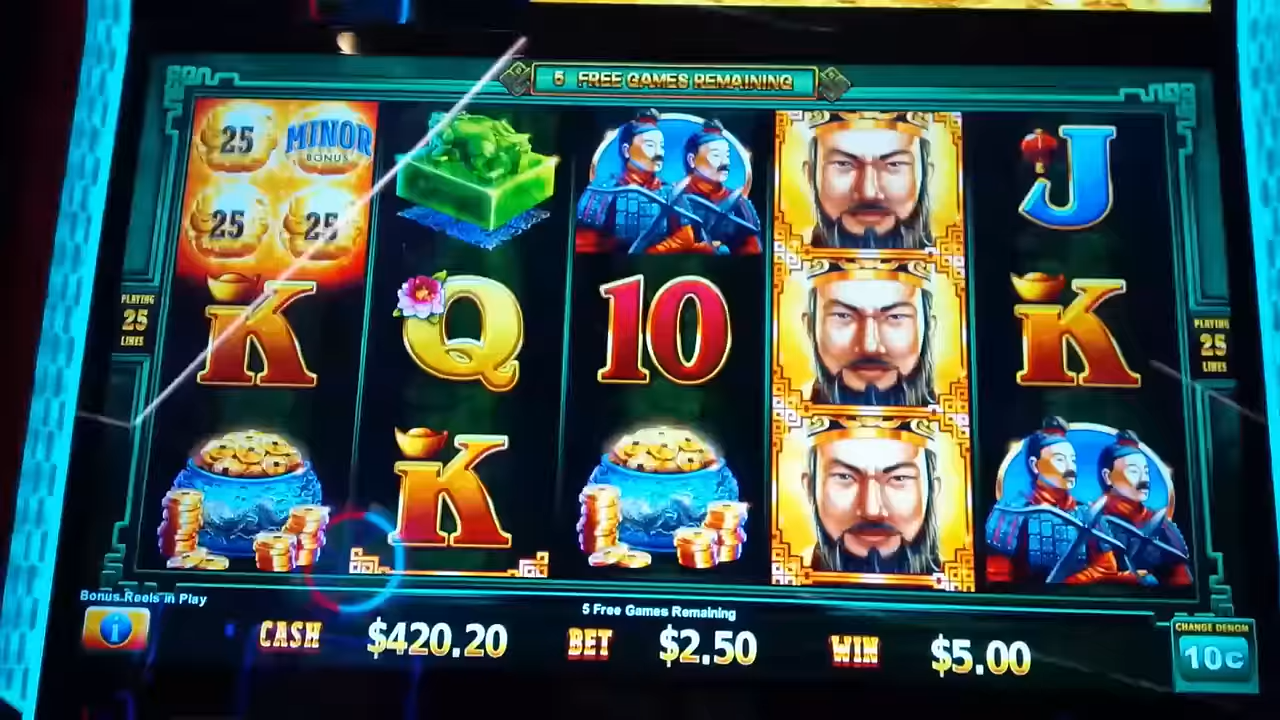 5 FREE GAMES REMAINING
25 MINOR BONUS
25 25
J
PLAYING 25 LINES
K Q 10 K
PLAYING 25 LINES
K
Bonus Reels in Play
5 Free Games Remaining
CASH $420.20 BET $2.50 WIN $5.00
CHANGE DENOM
10¢